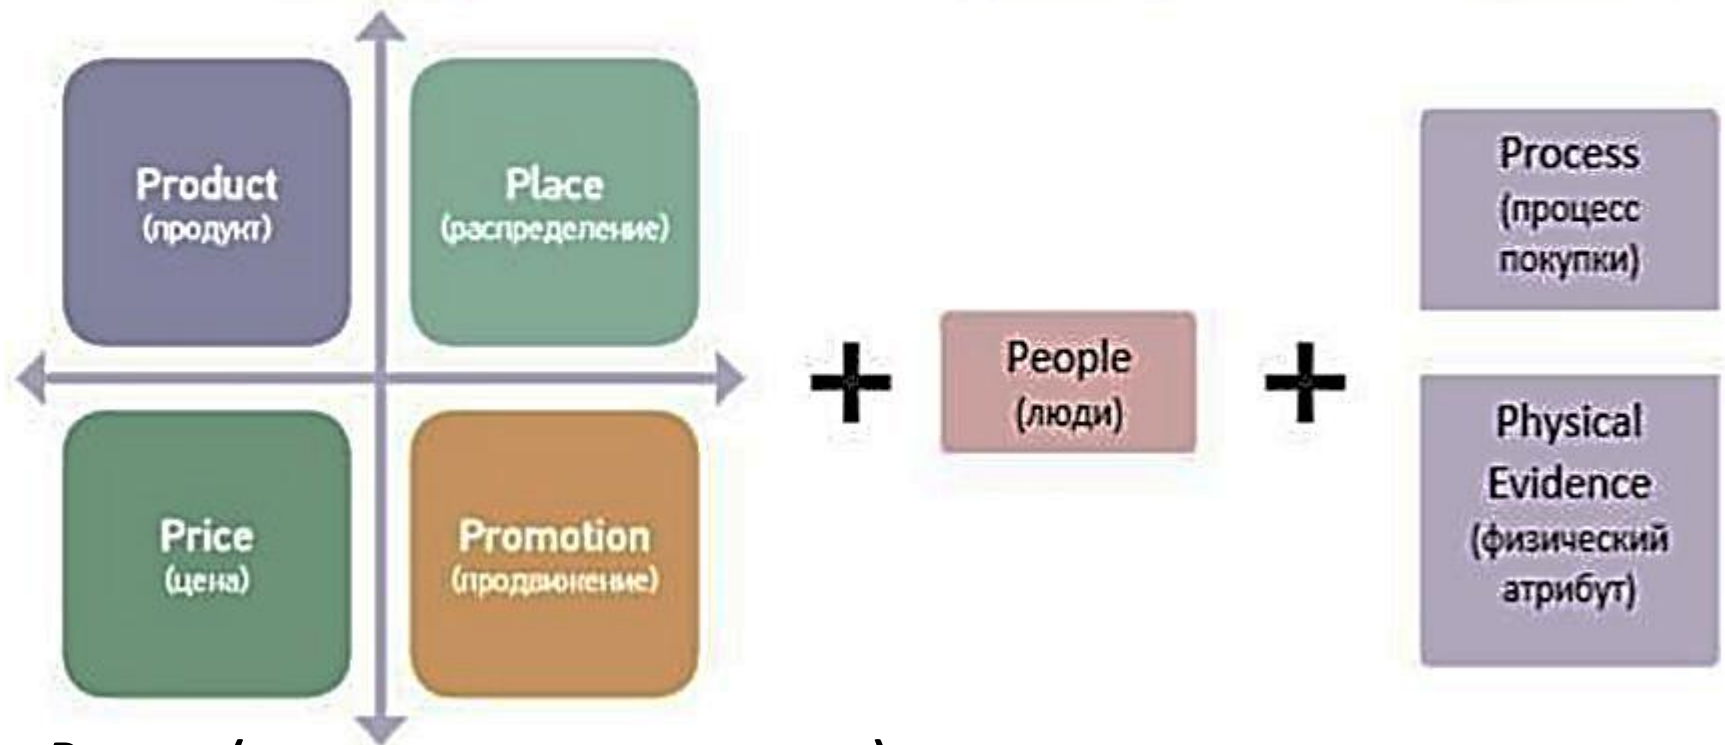 Product
(продукт)
Place
(распределение)
Price
(цена)
Promotion
(продвижение)
+
People
(люди)
+
Process
(процесс
покупки)
Physical
Evidence
(физический
атрибут)